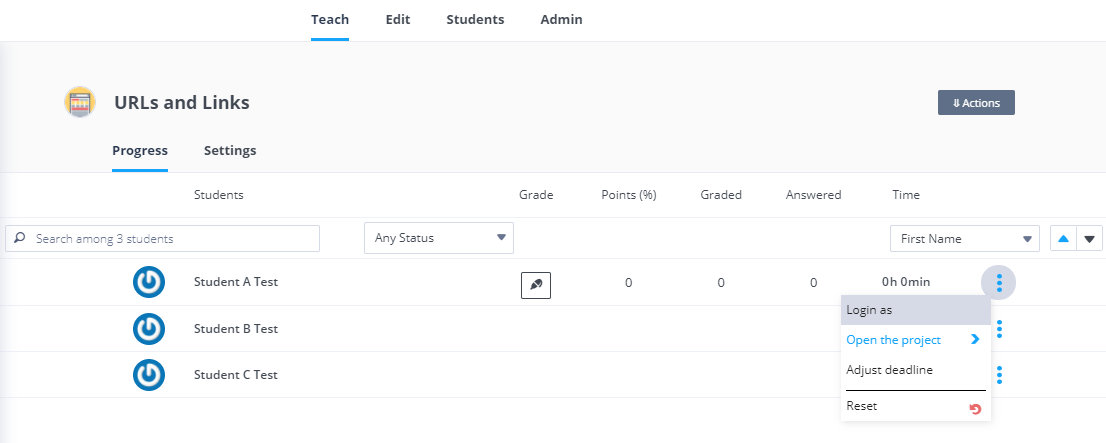 Teach Edit Students Admin
URLs and Links
⇓ Actions
Progress Settings
Students Grade Points (%) Graded Answered Time
Search among 3 students Any Status First Name
Student A Test 0 0 0 0h 0min
Login as
Student B Test
Open the project
Adjust deadline
Student C Test
Reset